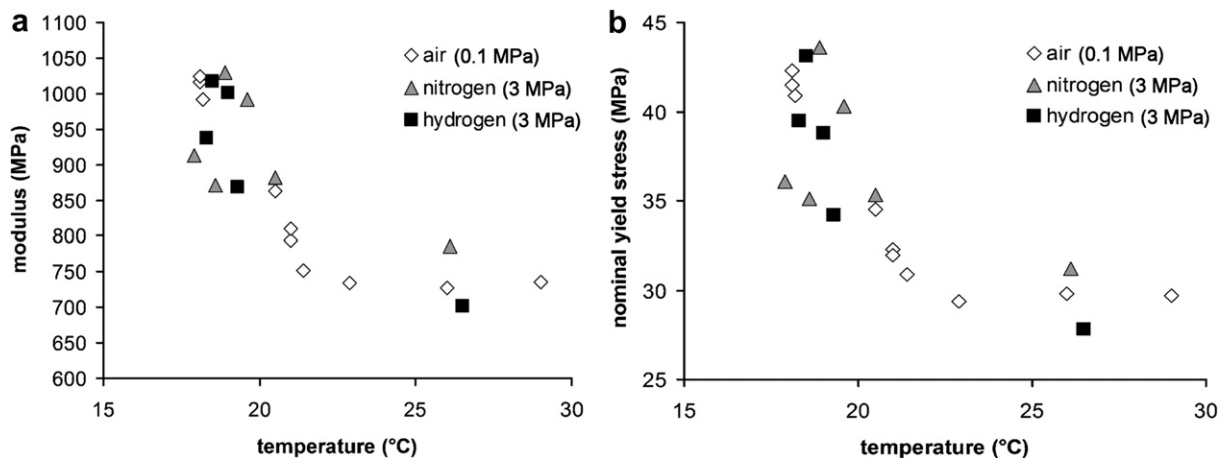 a
modulus (MPa)
1100
1050
1000
950
900
850
800
750
700
650
600
15
20
25
30
temperature (°C)
air (0.1 MPa)
nitrogen (3 MPa)
hydrogen (3 MPa)
b
nominal yield stress (MPa)
45
40
35
30
25
15
20
25
30
temperature (°C)
air (0.1 MPa)
nitrogen (3 MPa)
hydrogen (3 MPa)